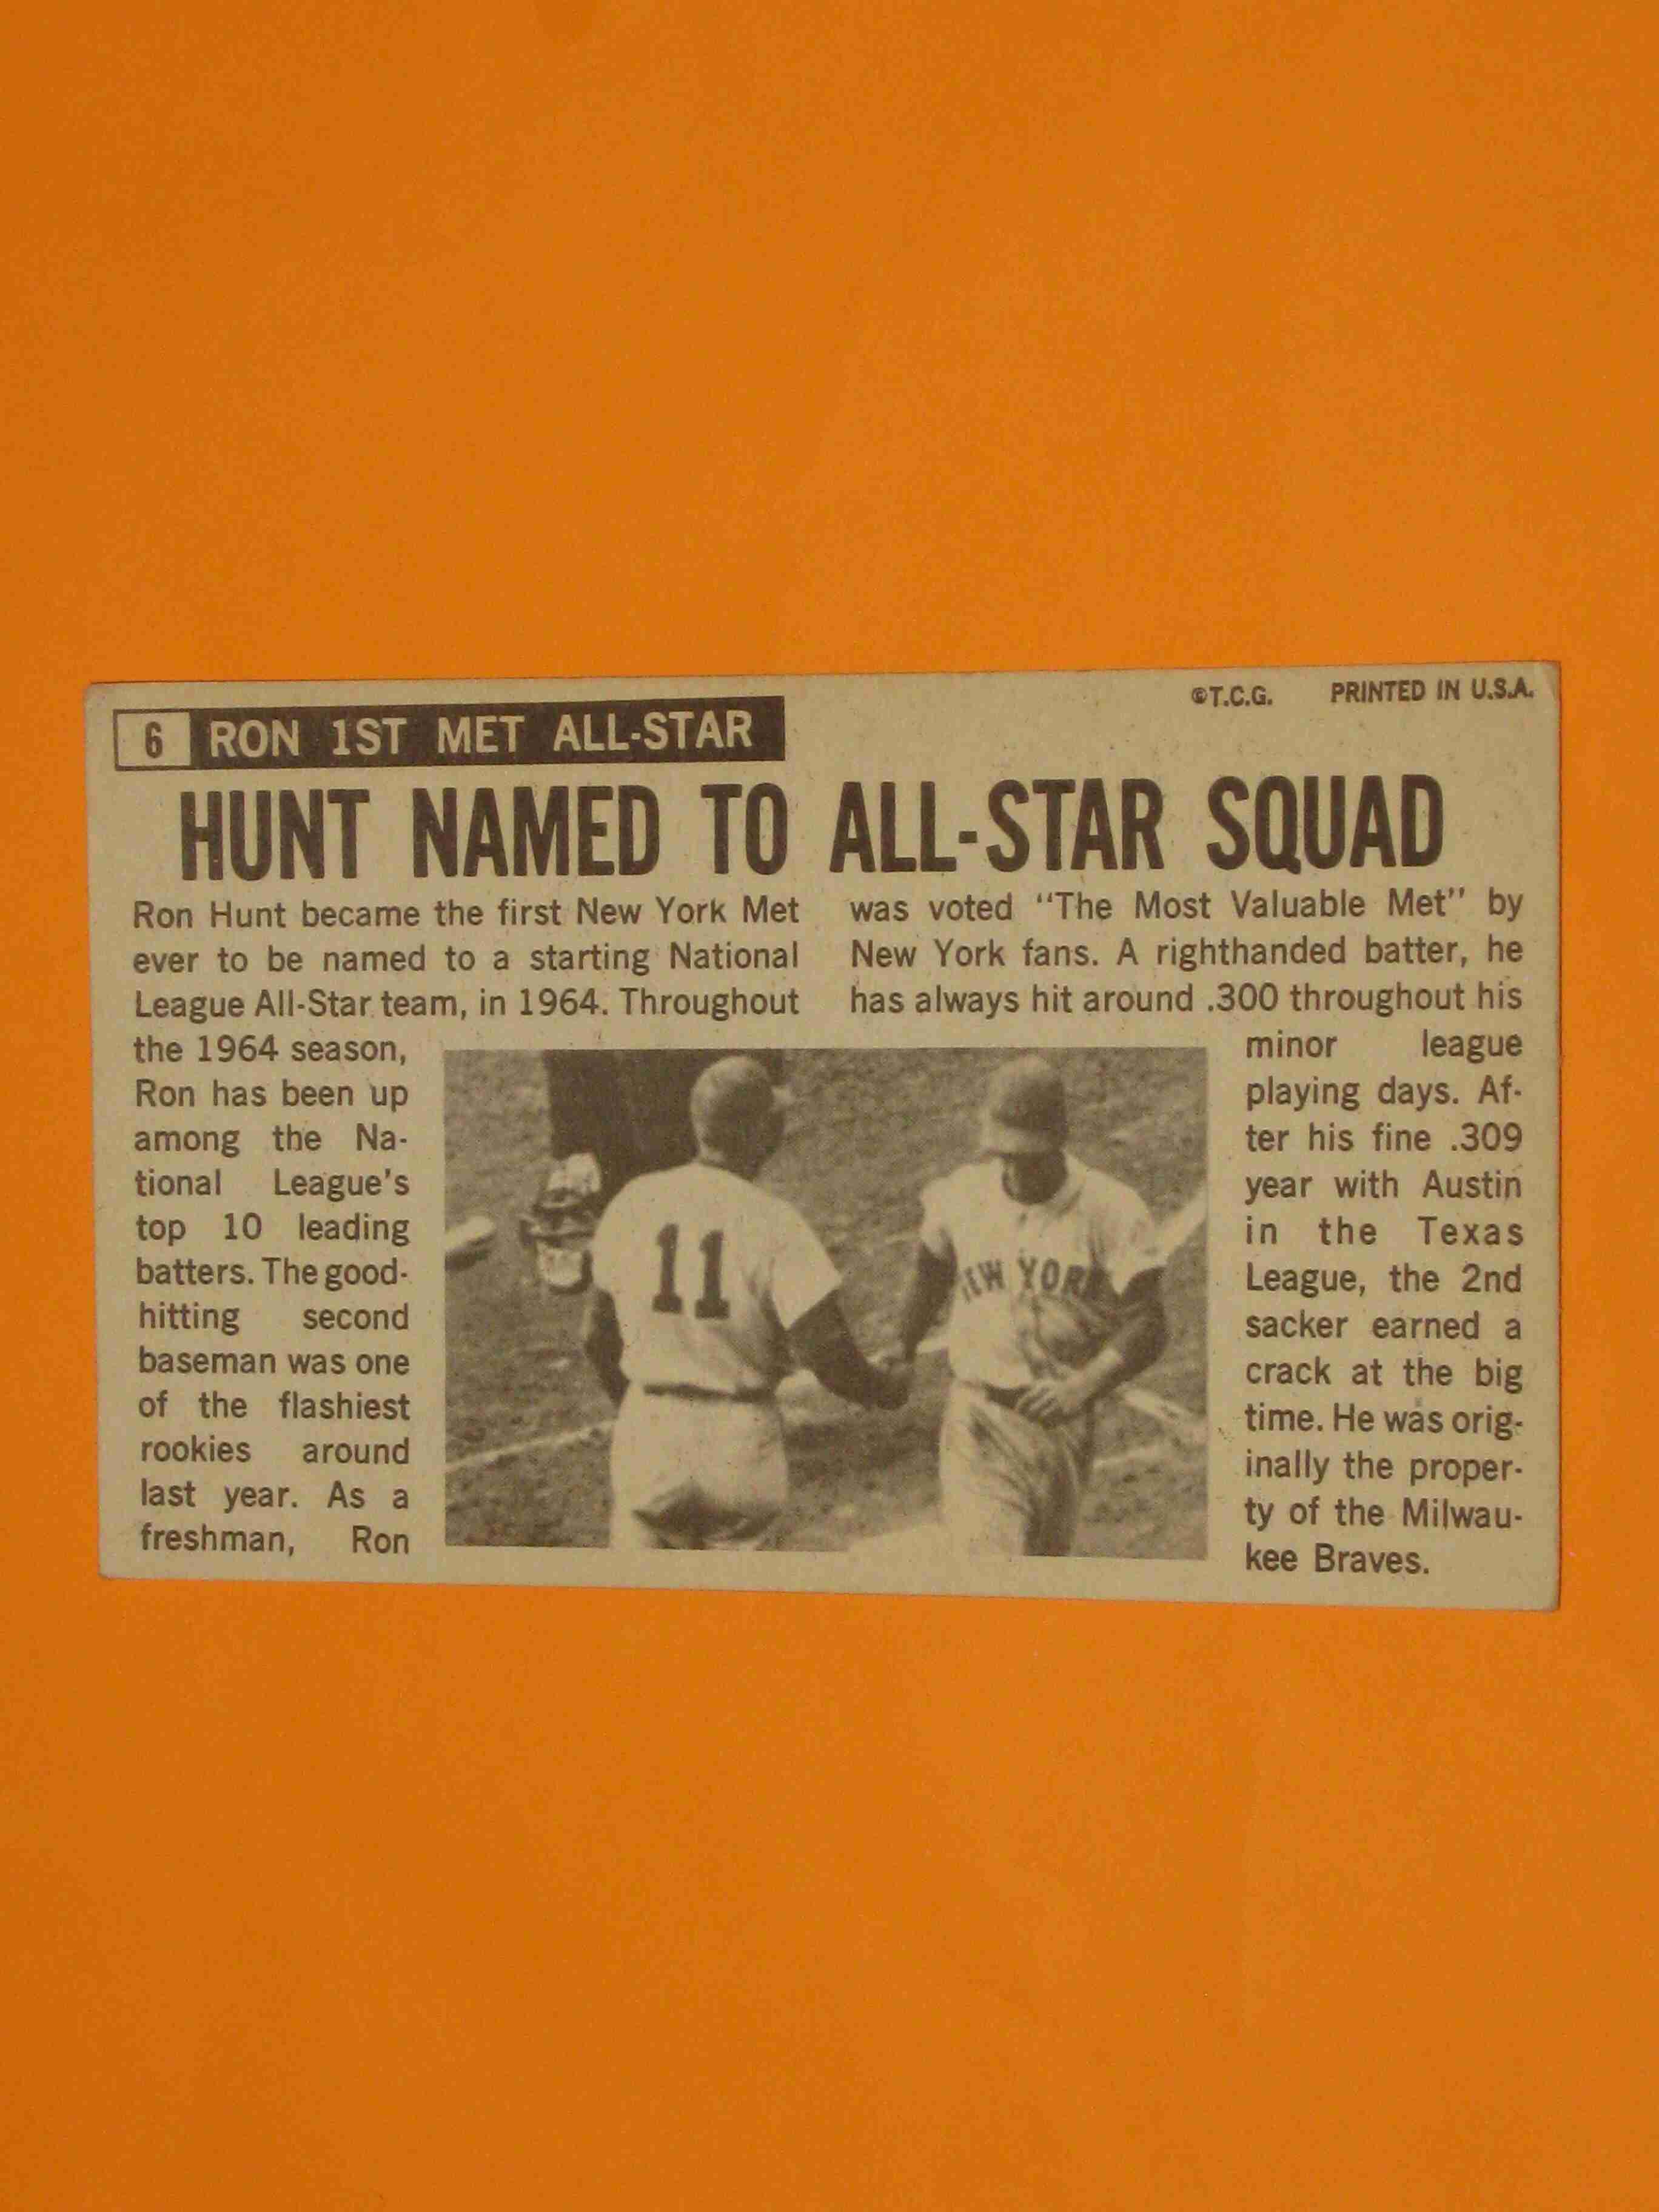 ©T.C.G. PRINTED IN U.S.A.
6 RON 1ST MET ALL-STAR
HUNT NAMED TO ALL-STAR SQUAD
Ron Hunt became the first New York Met
ever to be named to a starting National
League All-Star team, in 1964. Throughout
the 1964 season,
Ron has been up
among the Na-
tional League's
top 10 leading
batters. The good-
hitting second
baseman was one
of the flashiest
rookies around
last year. As a
freshman, Ron
was voted "The Most Valuable Met" by
New York fans. A righthanded batter, he
has always hit around .300 throughout his
minor league
playing days. Af-
ter his fine .309
year with Austin
in the Texas
League, the 2nd
sacker earned a
crack at the big
time. He was orig-
inally the proper-
ty of the Milwau-
kee Braves.
11
NEW YORK